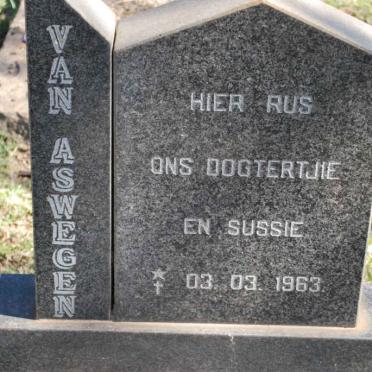 VAN ASWEGEN
HIER RUS
ONS DOGTERTJIE
EN SUSSIE
03. 03. 1963.